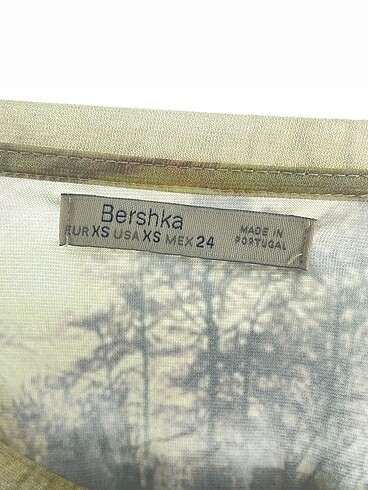 Bershka
EUR XS USA XS MEX 24
MADE IN
PORTUGAL